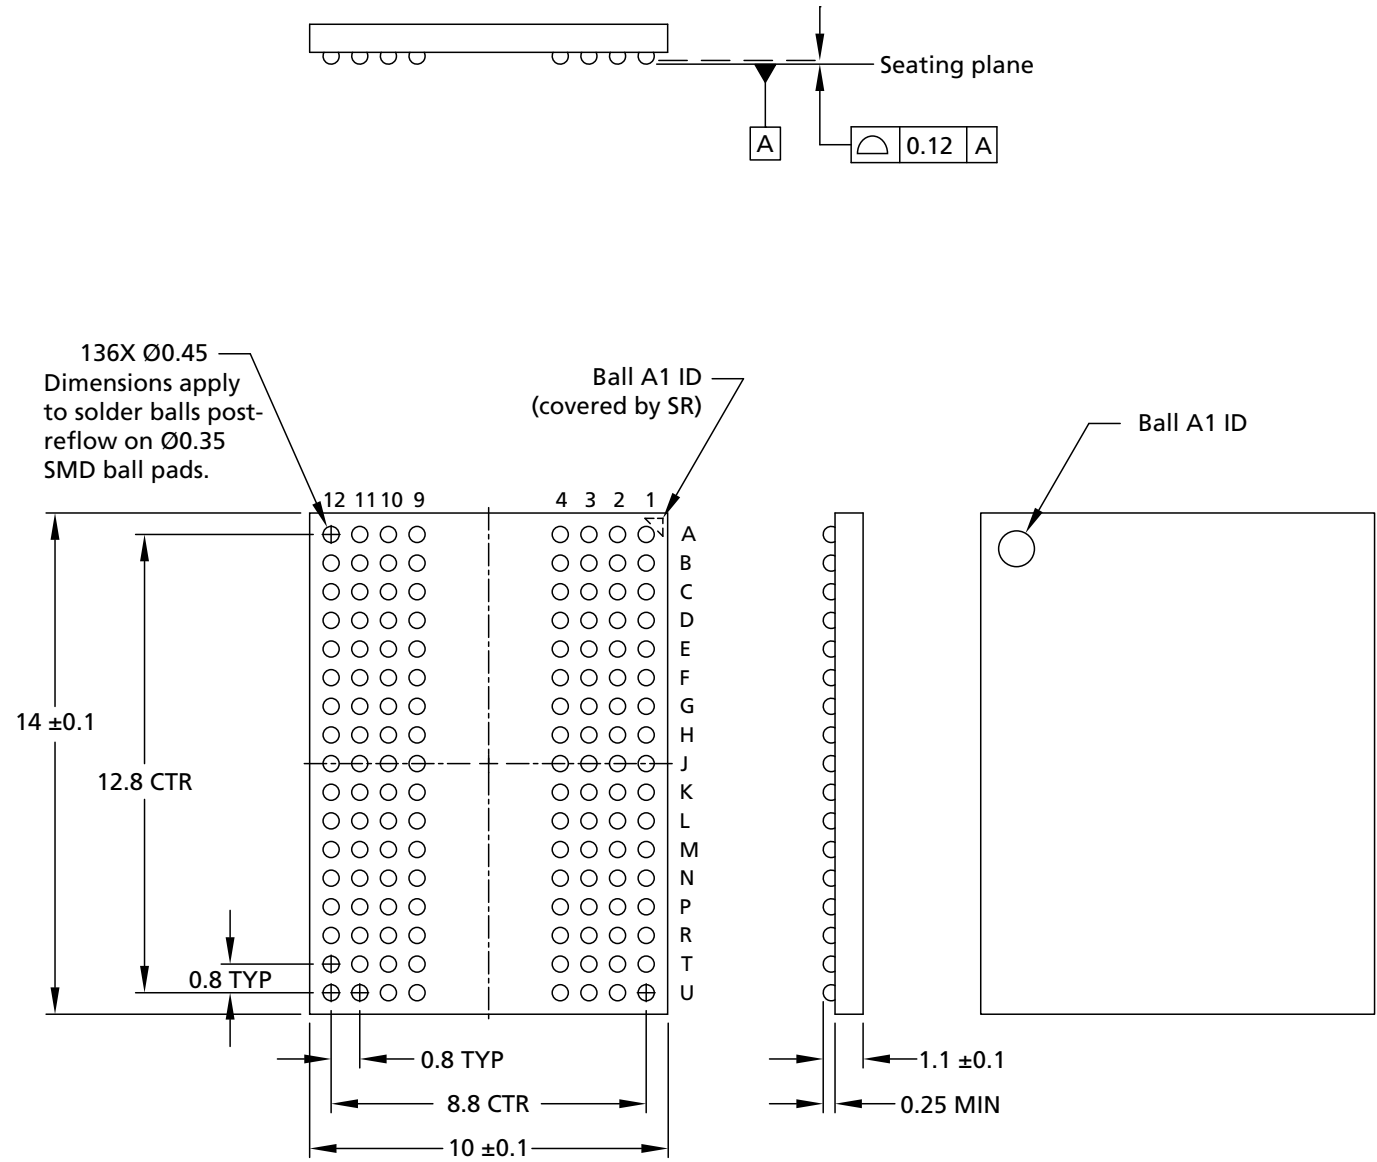 Seating plane
A
0.12 A
136X Ø0.45
Dimensions apply
to solder balls post-
reflow on Ø0.35
SMD ball pads.
Ball A1 ID
(covered by SR)
Ball A1 ID
12 11 10 9 4 3 2 1
A
B
C
D
E
F
G
H
J
K
L
M
N
P
R
T
U
14 ±0.1
12.8 CTR
0.8 TYP
0.8 TYP
8.8 CTR
10 ±0.1
1.1 ±0.1
0.25 MIN